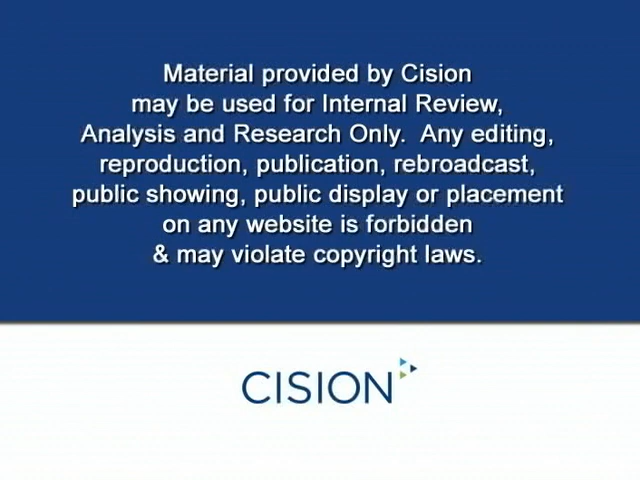 Material provided by Cision
may be used for Internal Review,
Analysis and Research Only.  Any editing,
reproduction, publication, rebroadcast,
public showing, public display or placement
on any website is forbidden
& may violate copyright laws.
CISION